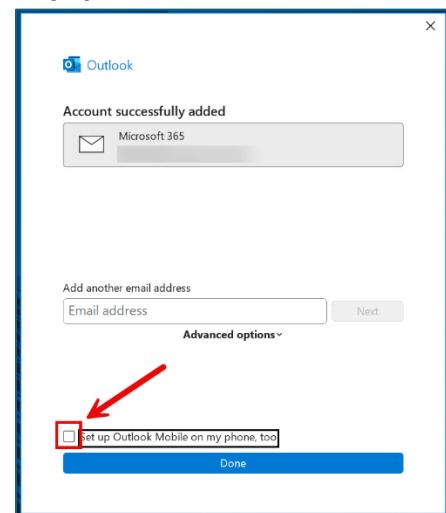 Outlook
Account successfully added
Microsoft 365
Add another email address
Email address
Next
Advanced options
Set up Outlook Mobile on my phone, too
Done